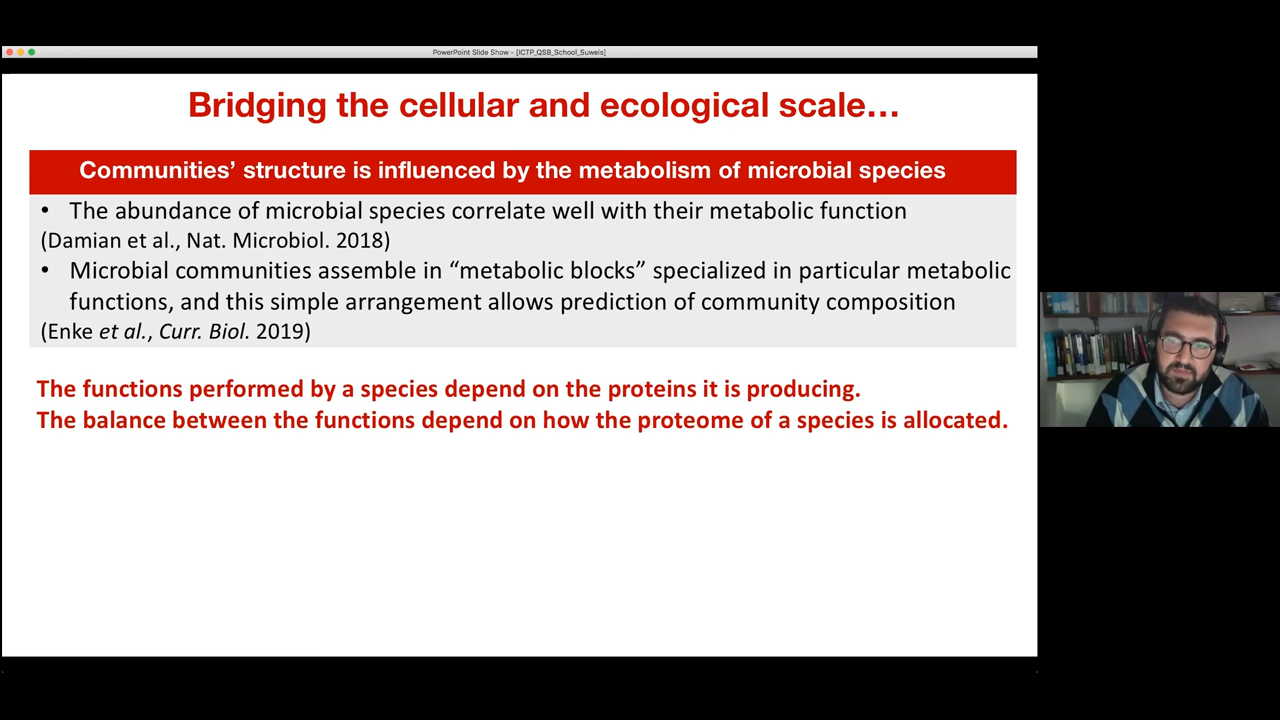 PowerPoint Slide Show - [ICTP_QSB_School_Suweis]
Bridging the cellular and ecological scale…
Communities’ structure is influenced by the metabolism of microbial species
• The abundance of microbial species correlate well with their metabolic function
(Damian et al., Nat. Microbiol. 2018)
• Microbial communities assemble in “metabolic blocks” specialized in particular metabolic
functions, and this simple arrangement allows prediction of community composition
(Enke et al., Curr. Biol. 2019)
The functions performed by a species depend on the proteins it is producing.
The balance between the functions depend on how the proteome of a species is allocated.